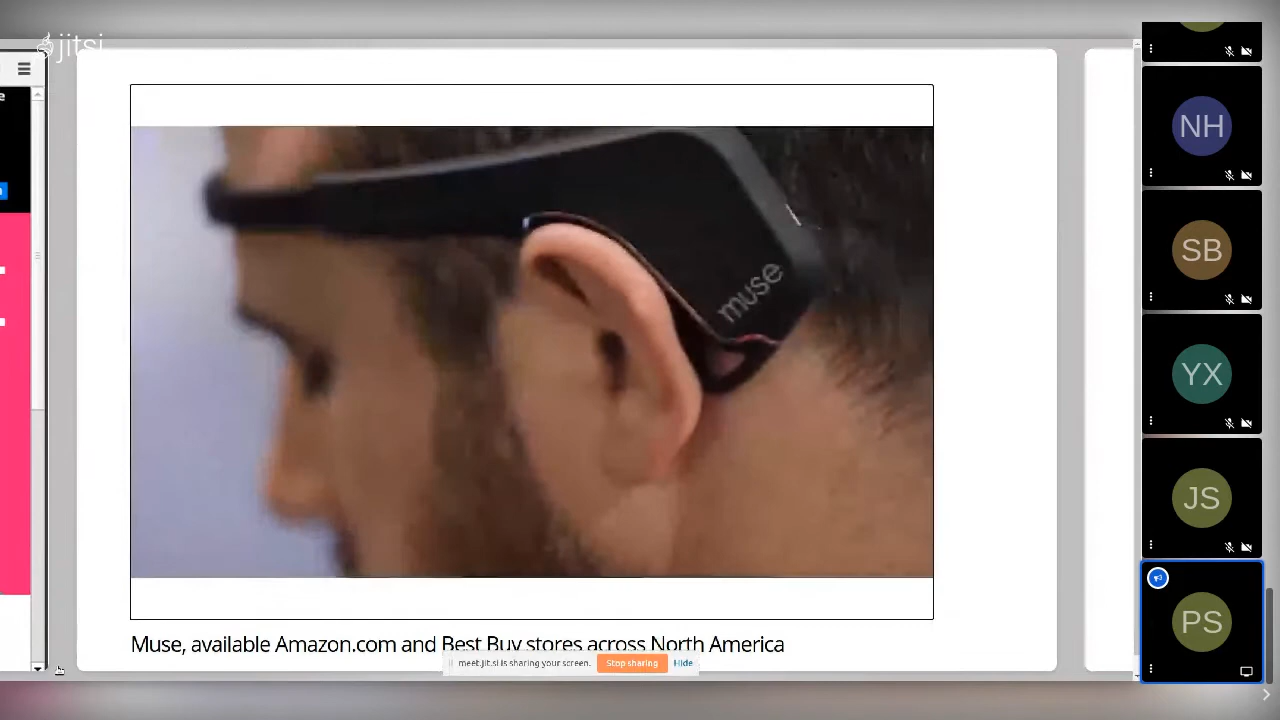 jitsi
e
muse
Muse, available Amazon.com and Best Buy stores across North America
meet.jit.si is sharing your screen. Stop sharing Hide
NH
SB
YX
JS
PS